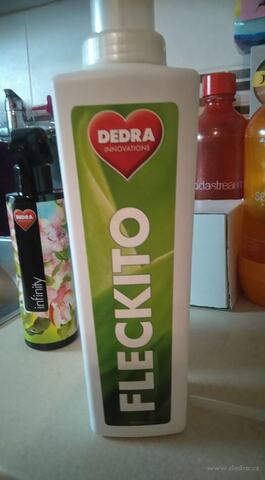 DEDRA
INNOVATIONS
FLECKITO
DEDRA
infinity
sodastream
www.dedra.cz